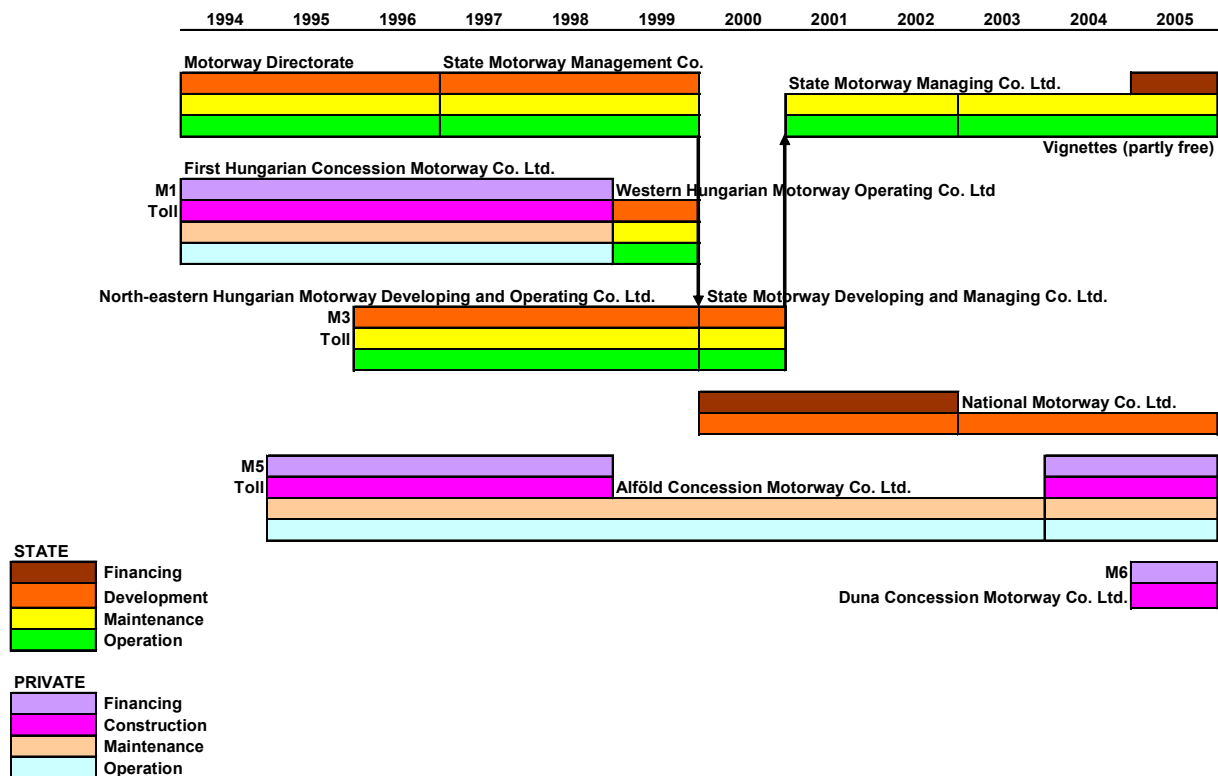 1994 1995 1996 1997 1998 1999 2000 2001 2002 2003 2004 2005
Motorway Directorate State Motorway Management Co.
State Motorway Managing Co. Ltd.
Vignettes (partly free)
First Hungarian Concession Motorway Co. Ltd.
M1 Western Hungarian Motorway Operating Co. Ltd
Toll
North-eastern Hungarian Motorway Developing and Operating Co. Ltd. State Motorway Developing and Managing Co. Ltd.
M3
Toll
National Motorway Co. Ltd.
M5
Toll Alföld Concession Motorway Co. Ltd.
STATE
Financing
Development
Maintenance
Operation
M6
Duna Concession Motorway Co. Ltd.
PRIVATE
Financing
Construction
Maintenance
Operation